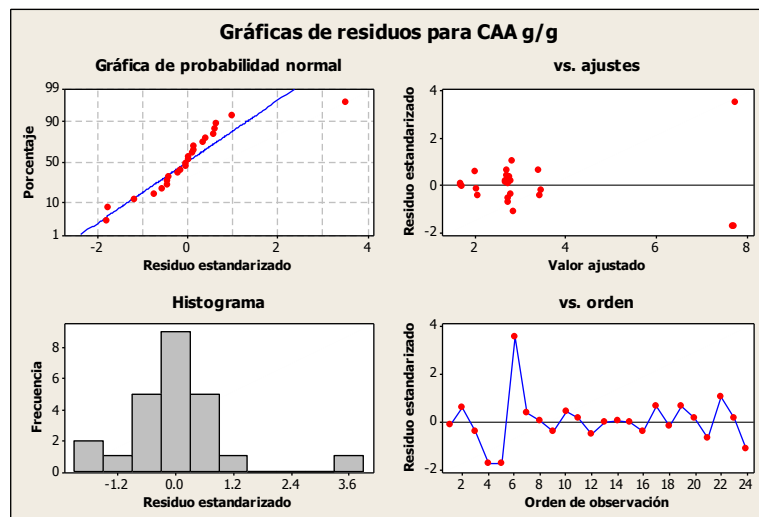 Gráficas de residuos para CAA g/g
Gráfica de probabilidad normal
99
90
50
10
1
Porcentaje
-2 0 2 4
Residuo estandarizado
vs. ajustes
4
2
0
-2
Residuo estandarizado
2 4 6 8
Valor ajustado
Histograma
8
6
4
2
0
Frecuencia
-1.2 0.0 1.2 2.4 3.6
Residuo estandarizado
vs. orden
4
2
0
-2
Residuo estandarizado
2 4 6 8 10 12 14 16 18 20 22 24
Orden de observación